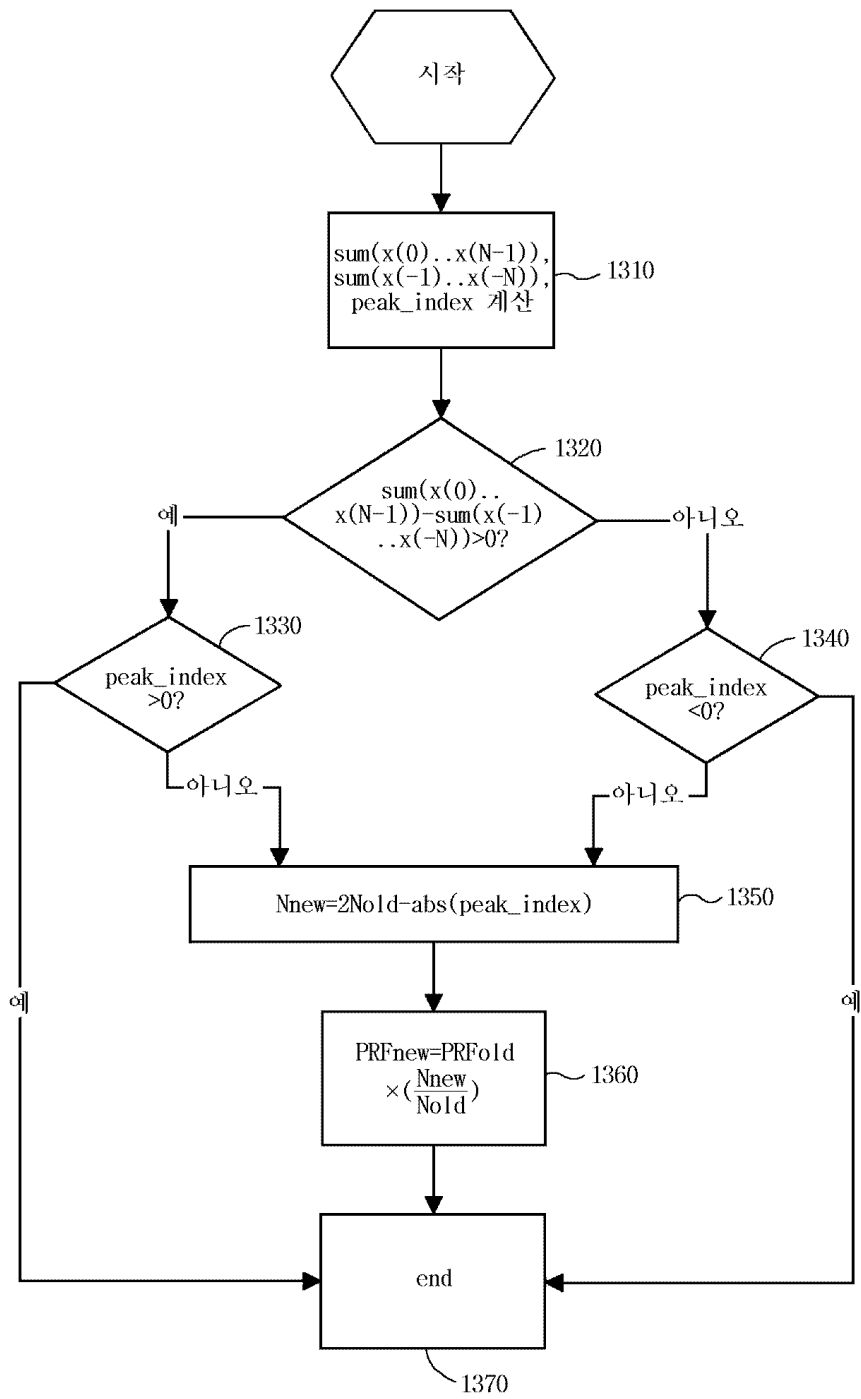 시작
sum(x(0)..x(N-1)),
sum(x(-1)..x(-N)),
peak_index 계산
1310
1320
sum(x(0)..
x(N-1))-sum(x(-1)
..x(-N))>0?
예
아니오
1330
peak_index
>0?
1340
peak_index
<0?
아니오
아니오
Nnew=2Nold-abs(peak_index)
1350
예
예
PRFnew=PRFold
×(Nnew
Nold)
1360
end
1370